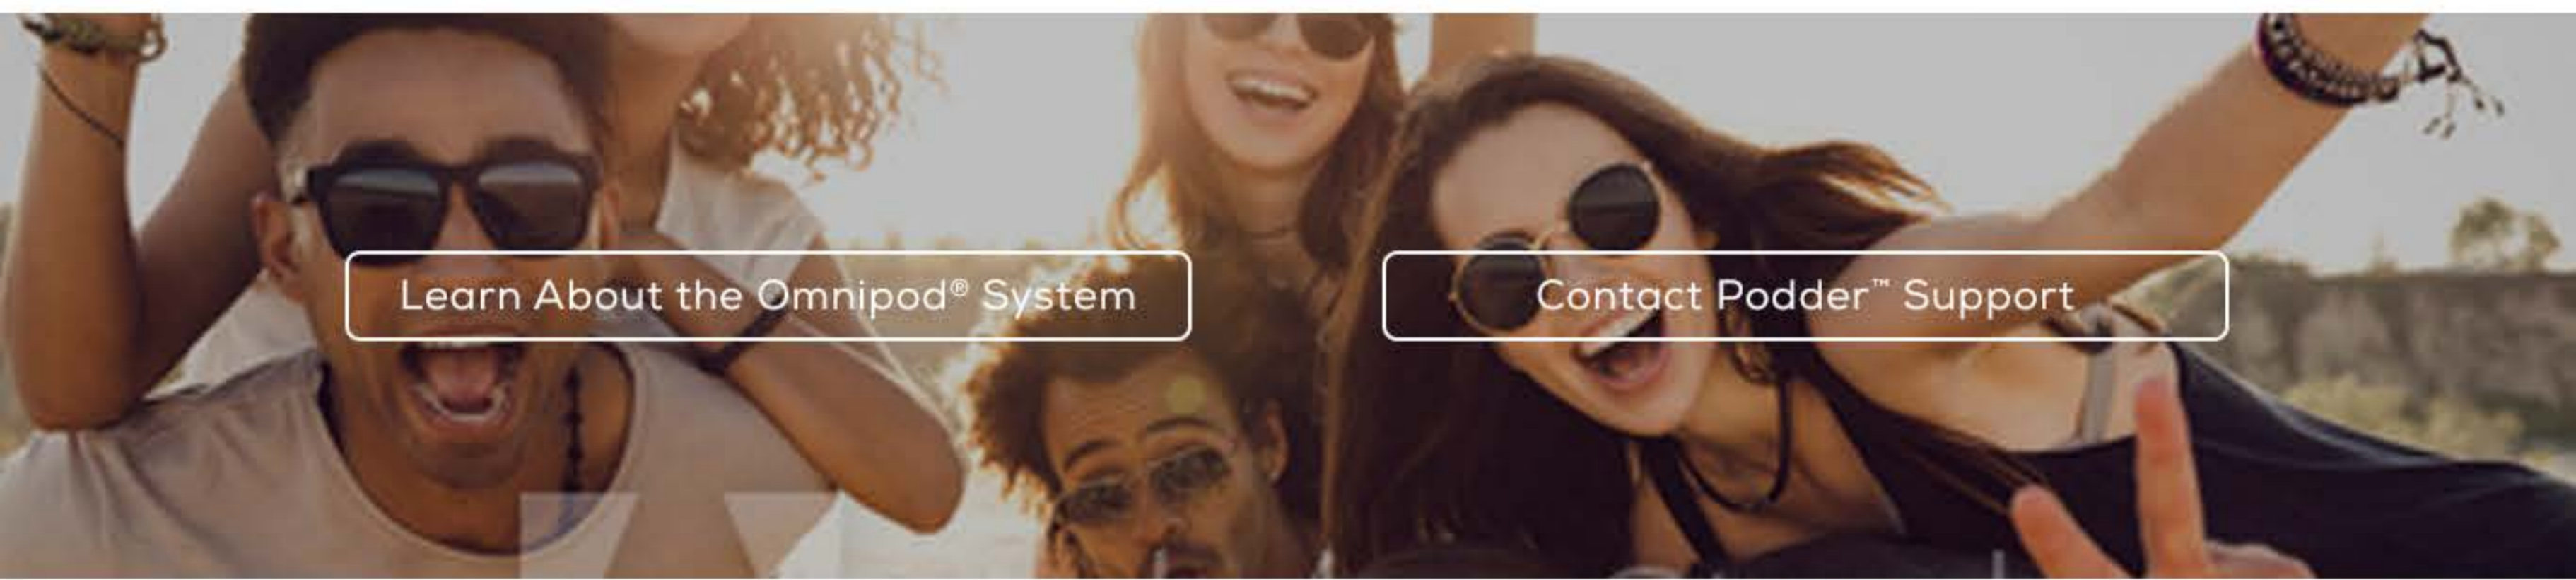 Learn About the Omnipod® System
Contact Podder™ Support